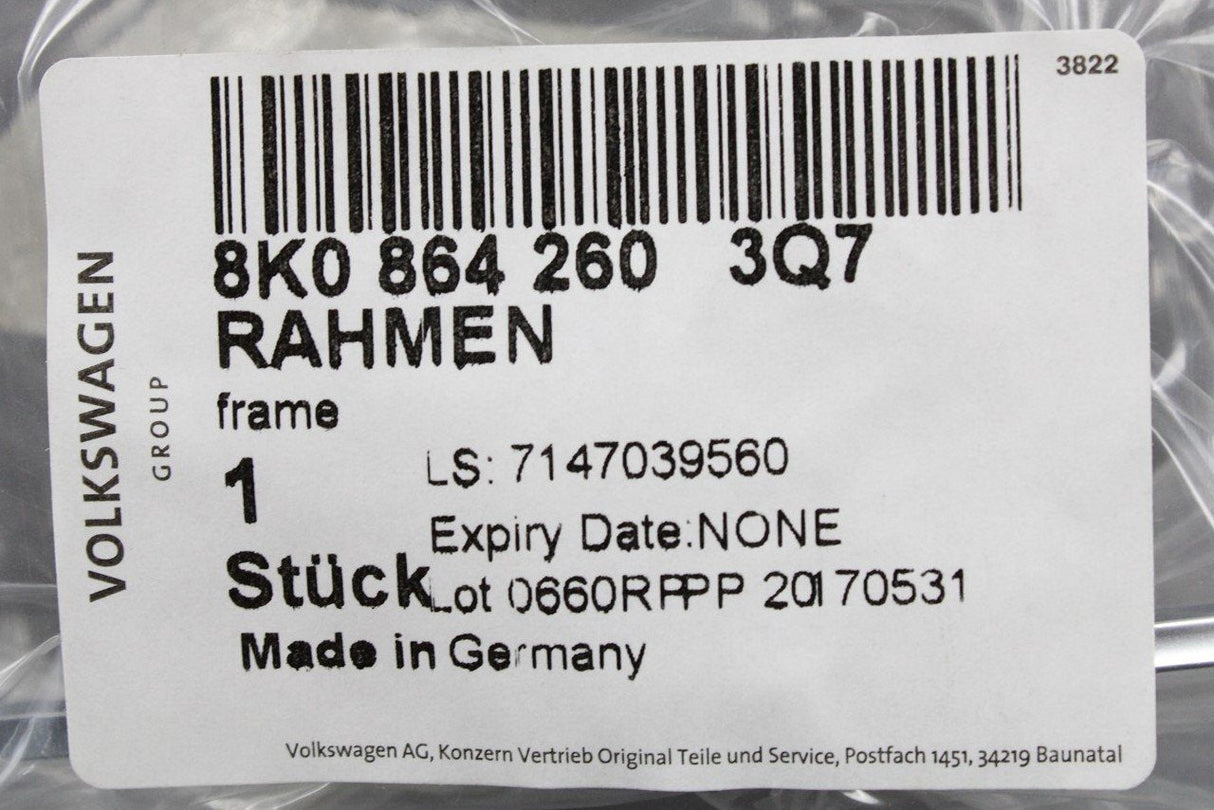 3822
8K0 864 260 3Q7
RAHMEN
frame
1
LS: 7147039560
Expiry Date:NONE
Stück
Lot 0660RPPP 20170531
Made in Germany
VOLKSWAGEN
GROUP
Volkswagen AG, Konzern Vertrieb Original Teile und Service, Postfach 1451, 34219 Baunatal